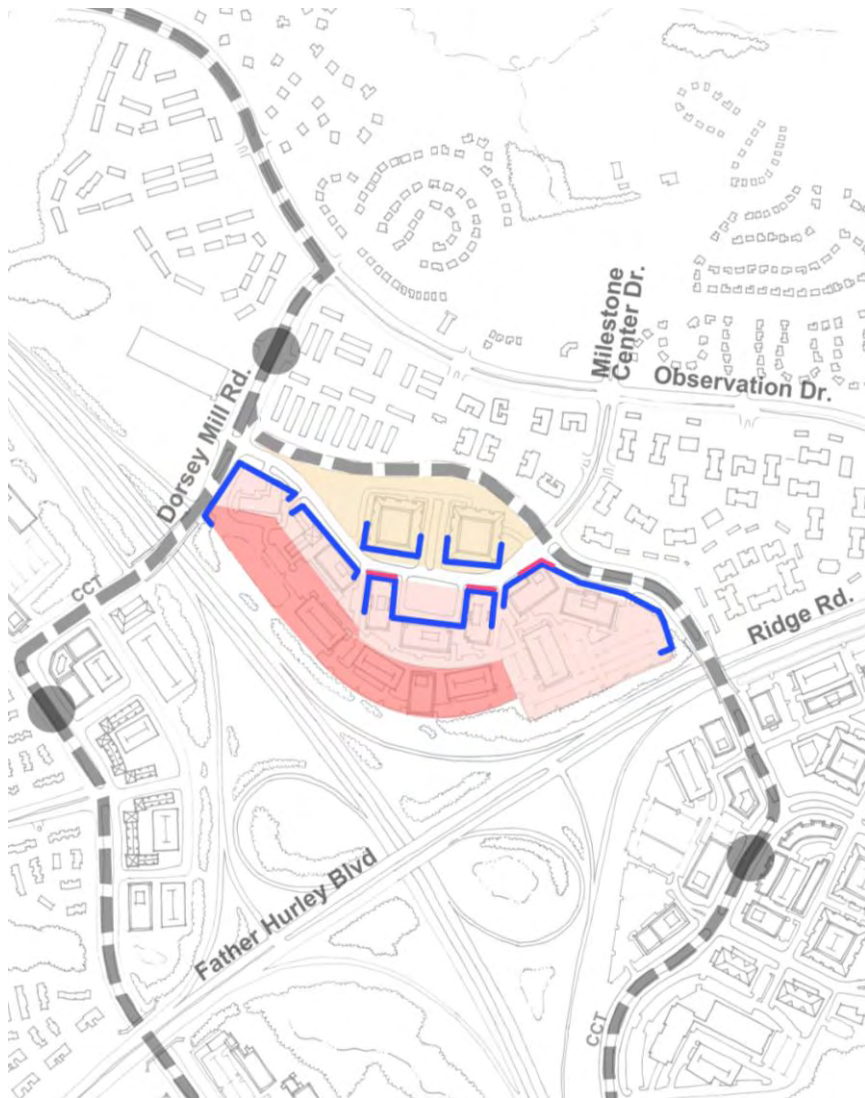 Milestone
Center Dr.
Observation Dr.
Dorsey Mill Rd.
CCT
Ridge Rd.
Father Hurley Blvd
CCT